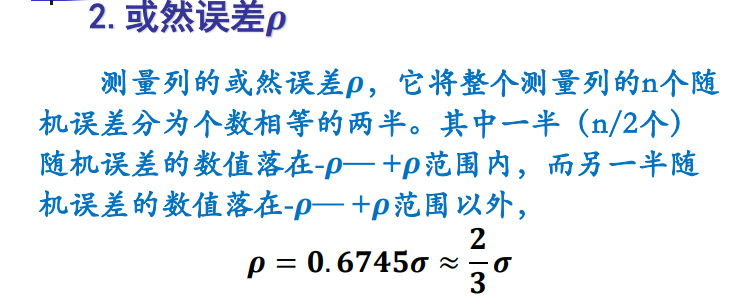 2. 或然误差ρ
测量列的或然误差ρ，它将整个测量列的n个随
机误差分为个数相等的两半。其中一半（n/2个）
随机误差的数值落在-ρ— +ρ范围内，而另一半随
机误差的数值落在-ρ— +ρ范围以外，
ρ = 0.6745σ ≈ 2/3 σ